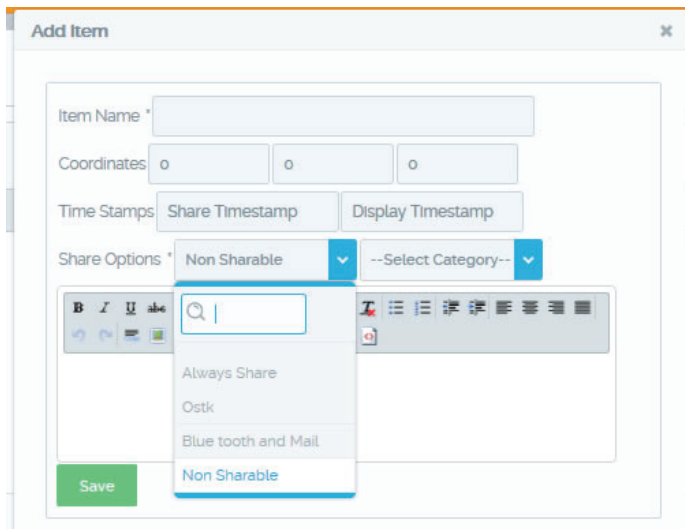 Add Item
Item Name *
Coordinates 0 0 0
Time Stamps Share Timestamp Display Timestamp
Share Options * Non Sharable --Select Category--
B I U abc
Always Share
Ostk
Blue tooth and Mail
Non Sharable
Save